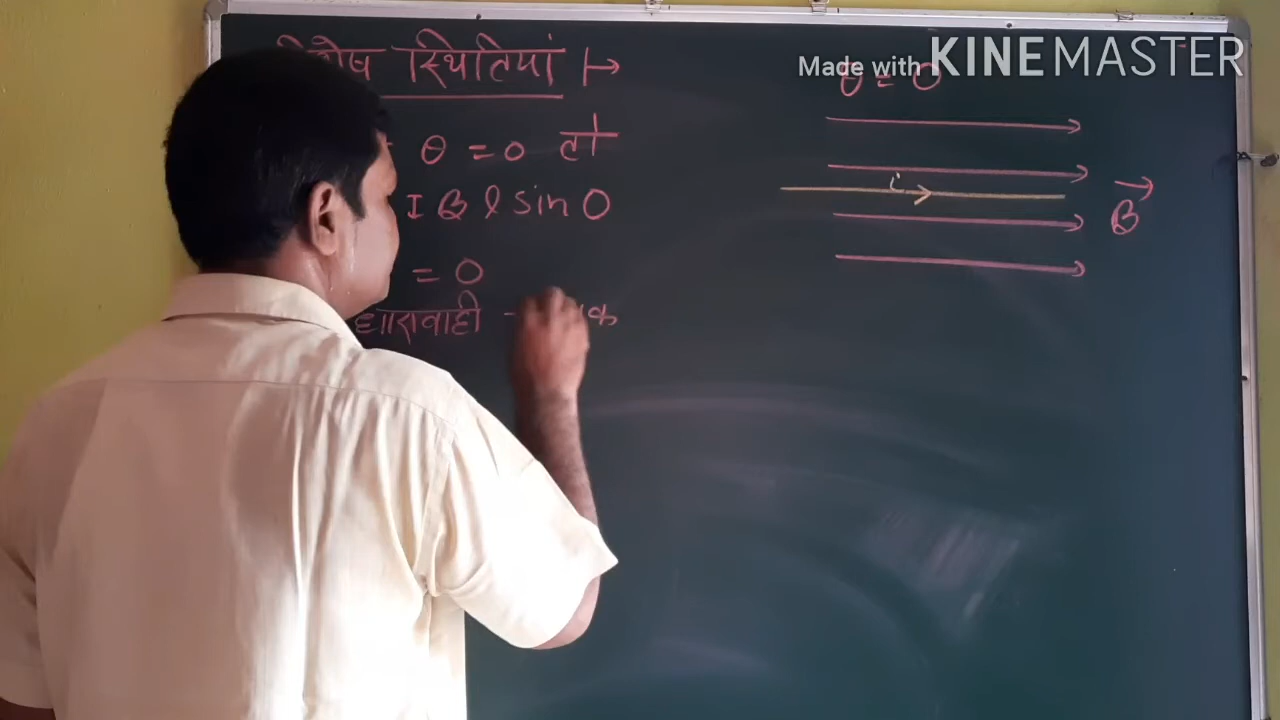 स्थितियां |→
θ = 0 तो
I B l sin 0
= 0
धारावाही -
Made with KINEMASTER
θ = 0
i
B